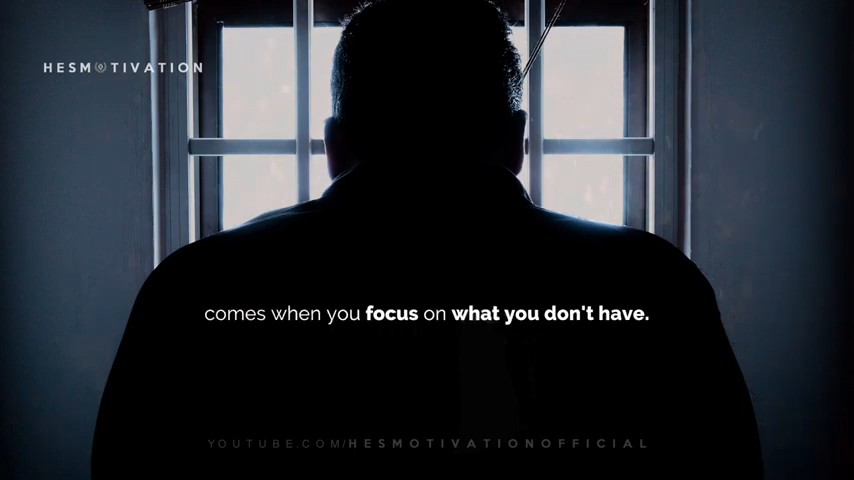 HESMOTIVATION
comes when you focus on what you don't have.
YOUTUBE.COM/HESMOTIVATIONOFFICIAL